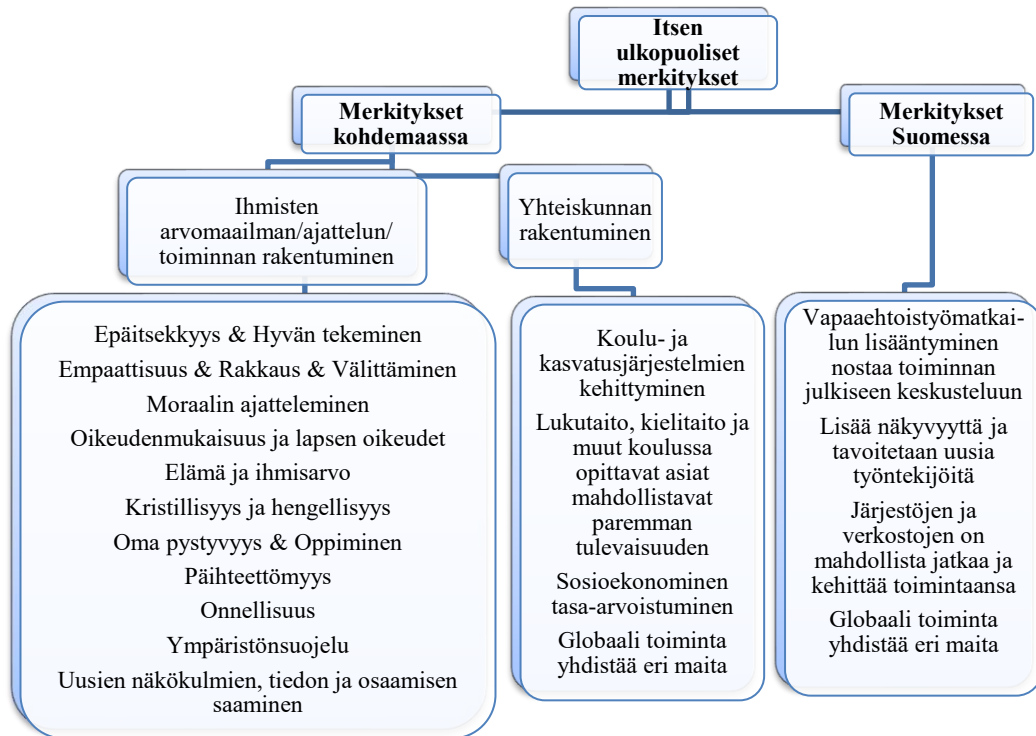 Itsen
ulkopuoliset
merkitykset
Merkitykset
kohdemaassa
Merkitykset
Suomessa
Ihmisten
arvomaailman/ajattelun/
toiminnan rakentuminen
Yhteiskunnan
rakentuminen
Epäitsekkyys & Hyvän tekeminen
Empaattisuus & Rakkaus & Välittäminen
Moraalin ajatteleminen
Oikeudenmukaisuus ja lapsen oikeudet
Elämä ja ihmisarvo
Kristillisyys ja hengellisyys
Oma pystyvyys & Oppiminen
Päihteettömyys
Onnellisuus
Ympäristönsuojelu
Uusien näkökulmien, tiedon ja osaamisen
saaminen
Koulu- ja
kasvatusjärjestelmien
kehittyminen
Lukutaito, kielitaito ja
muut koulussa
opittavat asiat
mahdollistavat
paremman
tulevaisuuden
Sosioekonominen
tasa-arvoistuminen
Globaali toiminta
yhdistää eri maita
Vapaaehtoistyömatkai-
lun lisääntyminen
nostaa toiminnan
julkiseen keskusteluun
Lisää näkyvyyttä ja
tavoitetaan uusia
työntekijöitä
Järjestöjen ja
verkostojen on
mahdollista jatkaa ja
kehittää toimintaansa
Globaali toiminta
yhdistää eri maita